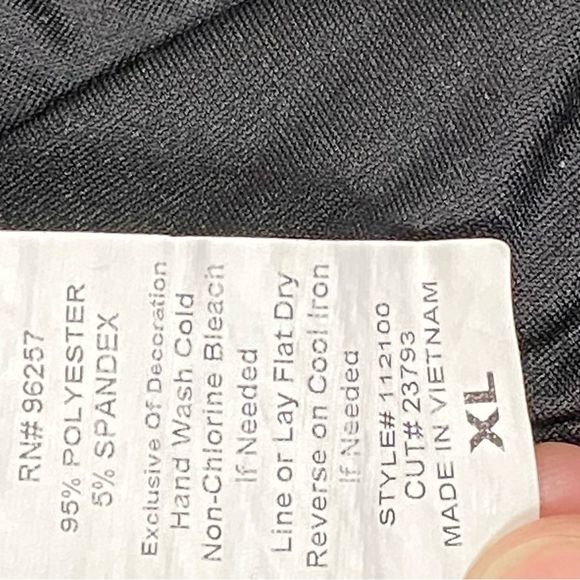 RN# 96257
95% POLYESTER
5% SPANDEX
Exclusive Of Decoration
Hand Wash Cold
Non-Chlorine Bleach
If Needed
Line or Lay Flat Dry
Reverse on Cool Iron
If Needed
STYLE# 112100
CUT# 23793
MADE IN VIETNAM
XL